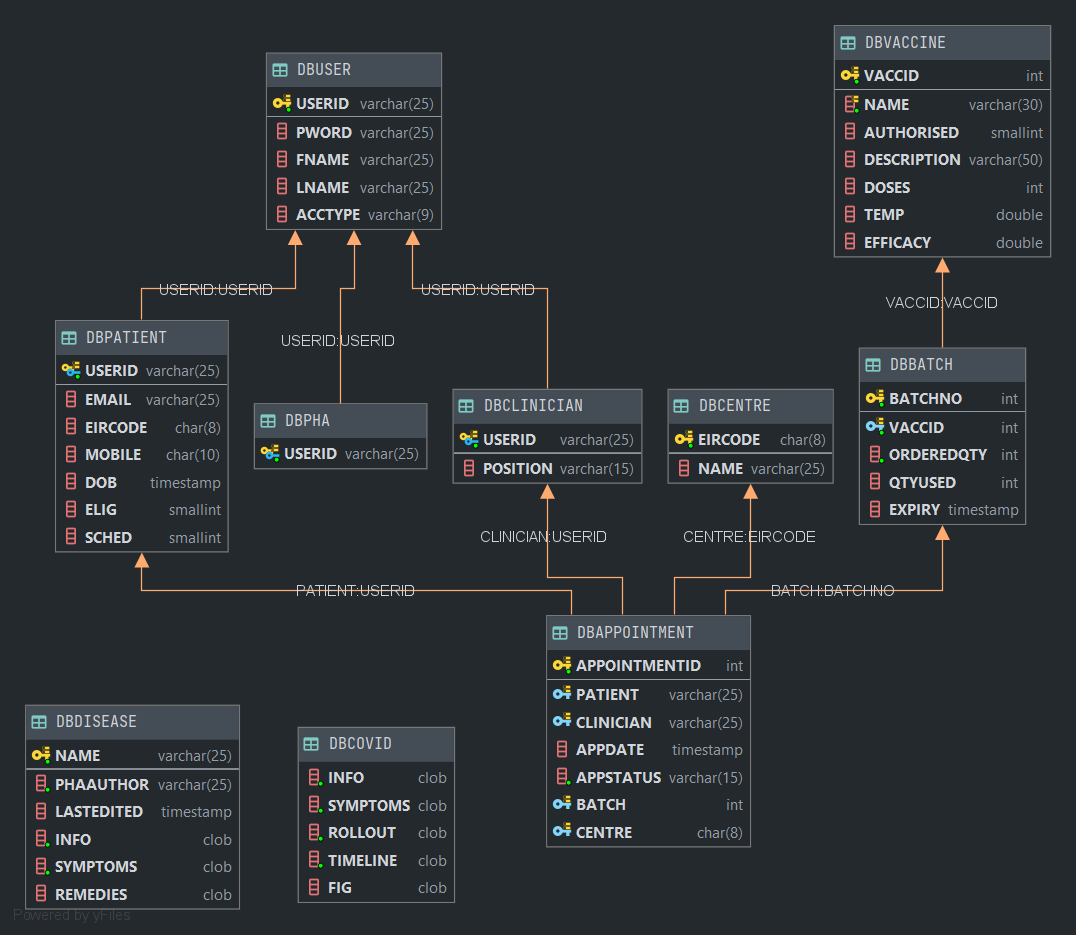 DBUSER
USERID varchar(25)
PWORD varchar(25)
FNAME varchar(25)
LNAME varchar(25)
ACCTYPE varchar(9)
DBVACCINE
VACCID int
NAME varchar(30)
AUTHORISED smallint
DESCRIPTION varchar(50)
DOSES int
TEMP double
EFFICACY double
USERID:USERID
USERID:USERID
USERID:USERID
VACCID:VACCID
DBPATIENT
USERID varchar(25)
EMAIL varchar(25)
EIRCODE char(8)
MOBILE char(10)
DOB timestamp
ELIG smallint
SCHED smallint
DBPHA
USERID varchar(25)
DBCLINICIAN
USERID varchar(25)
POSITION varchar(15)
DBCENTRE
EIRCODE char(8)
NAME varchar(25)
DBBATCH
BATCHNO int
VACCID int
ORDEREDQTY int
QTYUSED int
EXPIRY timestamp
CLINICIAN:USERID
CENTRE:EIRCODE
PATIENT:USERID
BATCH:BATCHNO
DBAPPOINTMENT
APPOINTMENTID int
PATIENT varchar(25)
CLINICIAN varchar(25)
APPDATE timestamp
APPSTATUS varchar(15)
BATCH int
CENTRE char(8)
DBDISEASE
NAME varchar(25)
PHAAUTHOR varchar(25)
LASTEDITED timestamp
INFO clob
SYMPTOMS clob
REMEDIES clob
DBCOVID
INFO clob
SYMPTOMS clob
ROLLOUT clob
TIMELINE clob
FIG clob
Powered by yFiles